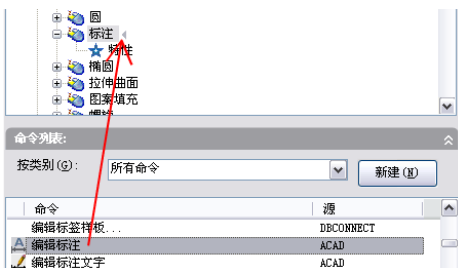 圆
标注
特性
椭圆
拉伸曲面
图案填充
命令列表:
按类别(G): 所有命令 新建(N)
命令 源
编辑标签样板... DBCONNECT
编辑标注 ACAD
编辑标注文字 ACAD